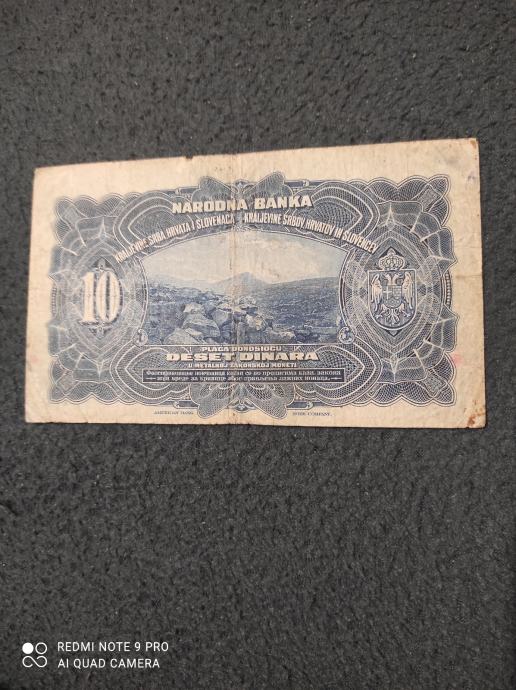 NARODNA BANKA
KRALJEVINE SRBA HRVATA I SLOVENACA - KRALJEVINE SRBOV HRVATOV IN SLOVENCEV
10
PLAĆA DONOSIOCU
DESET DINARA
U METALNOJ ZAKONSKOJ MONETI
AMERICAN BANK NOTE COMPANY.
REDMI NOTE 9 PRO
AI QUAD CAMERA